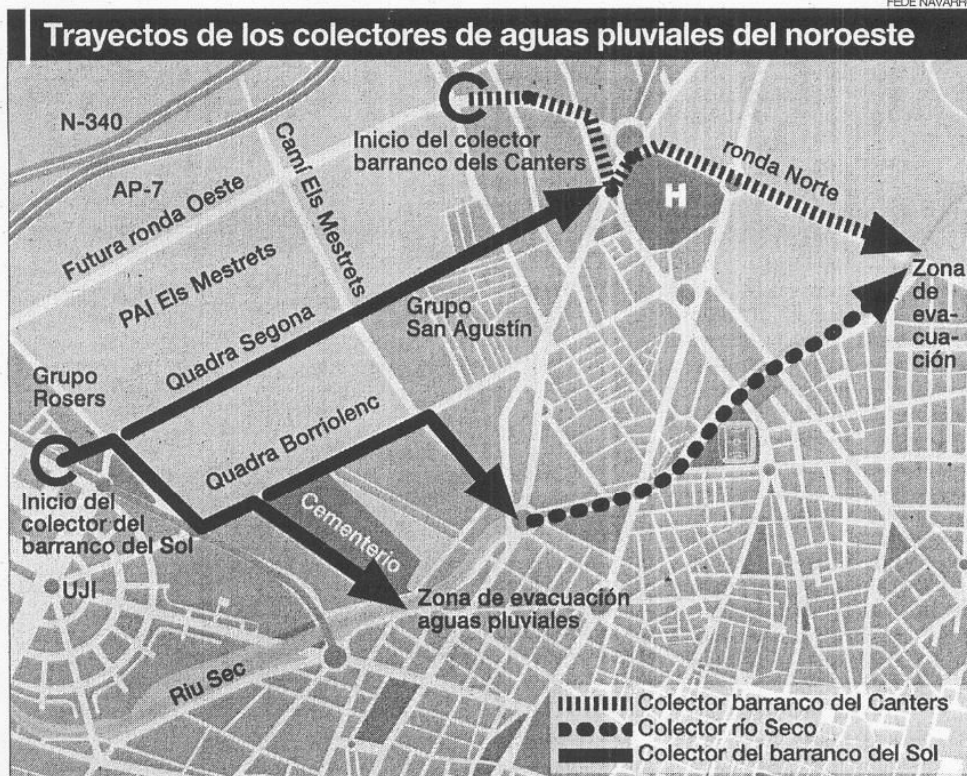 FEDE NAVARR
Trayectos de los colectores de aguas pluviales del noroeste
N-340
AP-7
Camí Els Mestrets
Inicio del colector
barranco dels Canters
ronda Norte
H
Futura ronda Oeste
PAI Els Mestrets
Zona
de
eva-
cua-
ción
Grupo
San Agustín
Quadra Segona
Grupo
Rosers
Quadra Borriolenc
Inicio del
colector del
barranco del Sol
Cementerio
UJI
Zona de evacuación
aguas pluviales
Riu Sec
Colector barranco del Canters
Colector río Seco
Colector del barranco del Sol